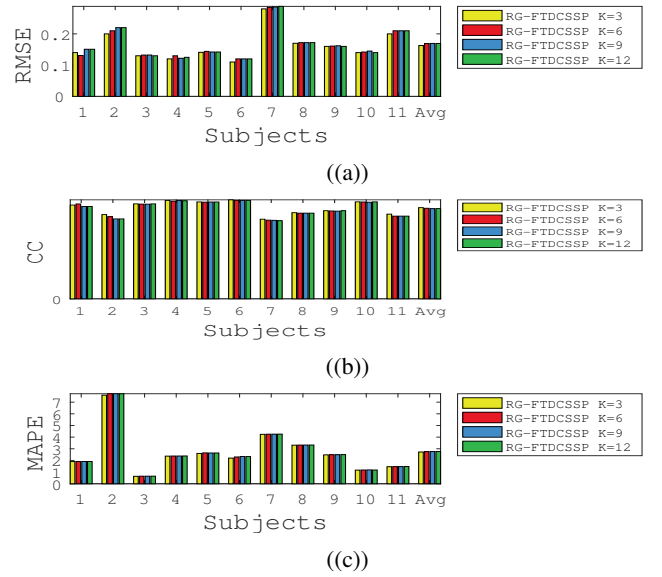 0.2
0.1
0
RMSE
1 2 3 4 5 6 7 8 9 10 11 Avg
Subjects
RG-FTDCSSP K=3
RG-FTDCSSP K=6
RG-FTDCSSP K=9
RG-FTDCSSP K=12
((a))
CC
0
1 2 3 4 5 6 7 8 9 10 11 Avg
Subjects
RG-FTDCSSP K=3
RG-FTDCSSP K=6
RG-FTDCSSP K=9
RG-FTDCSSP K=12
((b))
7
6
5
4
3
2
1
0
MAPE
1 2 3 4 5 6 7 8 9 10 11 Avg
Subjects
RG-FTDCSSP K=3
RG-FTDCSSP K=6
RG-FTDCSSP K=9
RG-FTDCSSP K=12
((c))